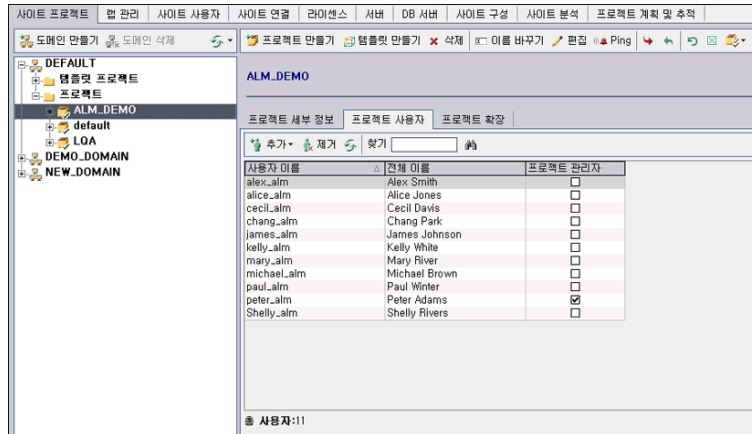 사이트 프로젝트 랩 관리 사이트 사용자 사이트 연결 라이센스 서버 DB 서버 사이트 구성 사이트 분석 프로젝트 계획 및 추적
도메인 만들기 도메인 삭제
프로젝트 만들기 템플릿 만들기 삭제 이름 바꾸기 편집 Ping
DEFAULT
템플릿 프로젝트
프로젝트
ALM_DEMO
default
LQA
DEMO_DOMAIN
NEW_DOMAIN
ALM_DEMO
프로젝트 세부 정보 프로젝트 사용자 프로젝트 확장
추가 제거 찾기
사용자 이름 전체 이름 프로젝트 관리자
alex_alm Alex Smith
alice_alm Alice Jones
cecil_alm Cecil Davis
chang_alm Chang Park
james_alm James Johnson
kelly_alm Kelly White
mary_alm Mary River
michael_alm Michael Brown
paul_alm Paul Winter
peter_alm Peter Adams
Shelly_alm Shelly Rivers
총 사용자:11